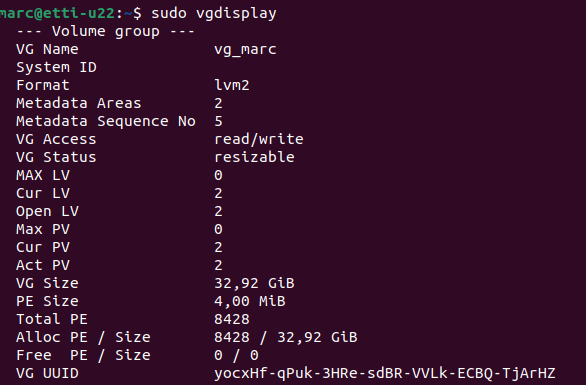 marc@etti-u22:~$ sudo vgdisplay
--- Volume group ---
VG Name vg_marc
System ID
Format lvm2
Metadata Areas 2
Metadata Sequence No 5
VG Access read/write
VG Status resizable
MAX LV 0
Cur LV 2
Open LV 2
Max PV 0
Cur PV 2
Act PV 2
VG Size 32,92 GiB
PE Size 4,00 MiB
Total PE 8428
Alloc PE / Size 8428 / 32,92 GiB
Free  PE / Size 0 / 0
VG UUID yocxHf-qPuk-3HRe-sdBR-VVLk-ECBQ-TjArHZ